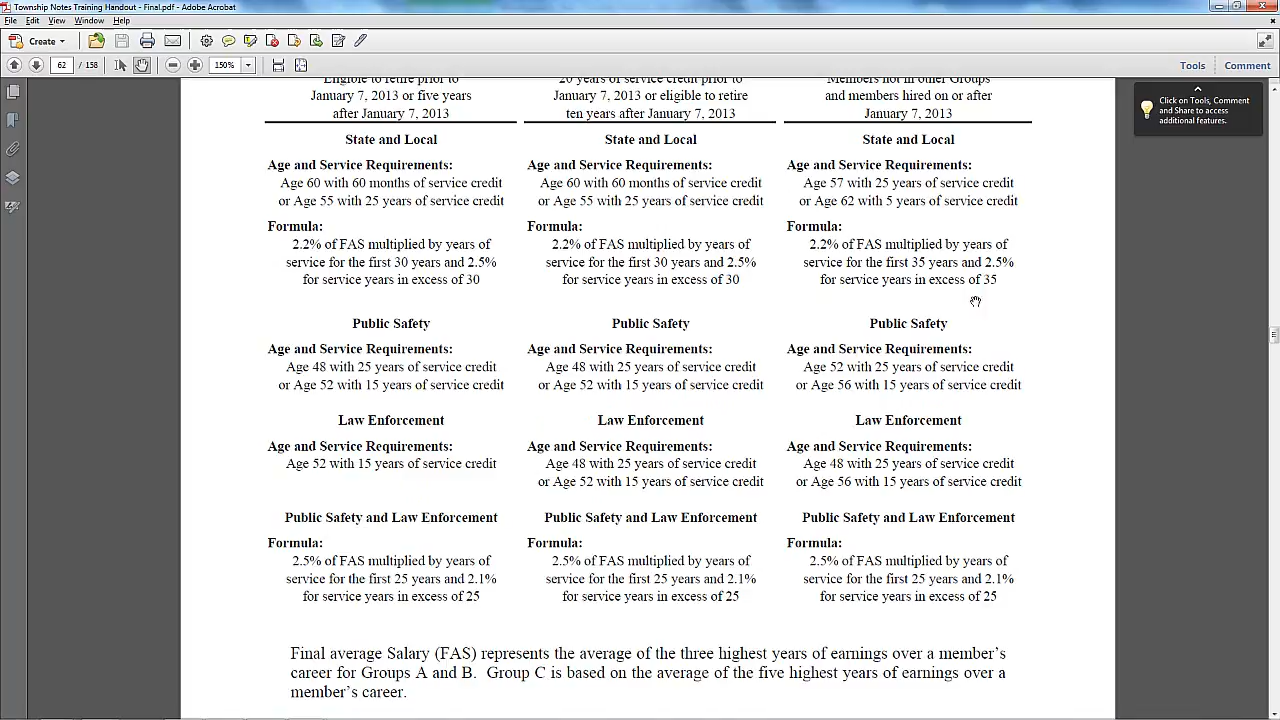 Township Notes Training Handout - Final.pdf - Adobe Acrobat
File Edit View Window Help
Create
62 / 158 150% Tools Comment
Click on Tools, Comment
and Share to access
additional features.
Eligible to retire prior to
January 7, 2013 or five years
after January 7, 2013
20 years of service credit prior to
January 7, 2013 or eligible to retire
ten years after January 7, 2013
Members not in other Groups
and members hired on or after
January 7, 2013
State and Local
Age and Service Requirements:
Age 60 with 60 months of service credit
or Age 55 with 25 years of service credit
Formula:
2.2% of FAS multiplied by years of
service for the first 30 years and 2.5%
for service years in excess of 30
State and Local
Age and Service Requirements:
Age 60 with 60 months of service credit
or Age 55 with 25 years of service credit
Formula:
2.2% of FAS multiplied by years of
service for the first 30 years and 2.5%
for service years in excess of 30
State and Local
Age and Service Requirements:
Age 57 with 25 years of service credit
or Age 62 with 5 years of service credit
Formula:
2.2% of FAS multiplied by years of
service for the first 35 years and 2.5%
for service years in excess of 35
Public Safety
Age and Service Requirements:
Age 48 with 25 years of service credit
or Age 52 with 15 years of service credit
Public Safety
Age and Service Requirements:
Age 48 with 25 years of service credit
or Age 52 with 15 years of service credit
Public Safety
Age and Service Requirements:
Age 52 with 25 years of service credit
or Age 56 with 15 years of service credit
Law Enforcement
Age and Service Requirements:
Age 52 with 15 years of service credit
Law Enforcement
Age and Service Requirements:
Age 48 with 25 years of service credit
or Age 52 with 15 years of service credit
Law Enforcement
Age and Service Requirements:
Age 48 with 25 years of service credit
or Age 56 with 15 years of service credit
Public Safety and Law Enforcement
Formula:
2.5% of FAS multiplied by years of
service for the first 25 years and 2.1%
for service years in excess of 25
Public Safety and Law Enforcement
Formula:
2.5% of FAS multiplied by years of
service for the first 25 years and 2.1%
for service years in excess of 25
Public Safety and Law Enforcement
Formula:
2.5% of FAS multiplied by years of
service for the first 25 years and 2.1%
for service years in excess of 25
Final average Salary (FAS) represents the average of the three highest years of earnings over a member's
career for Groups A and B. Group C is based on the average of the five highest years of earnings over a
member's career.